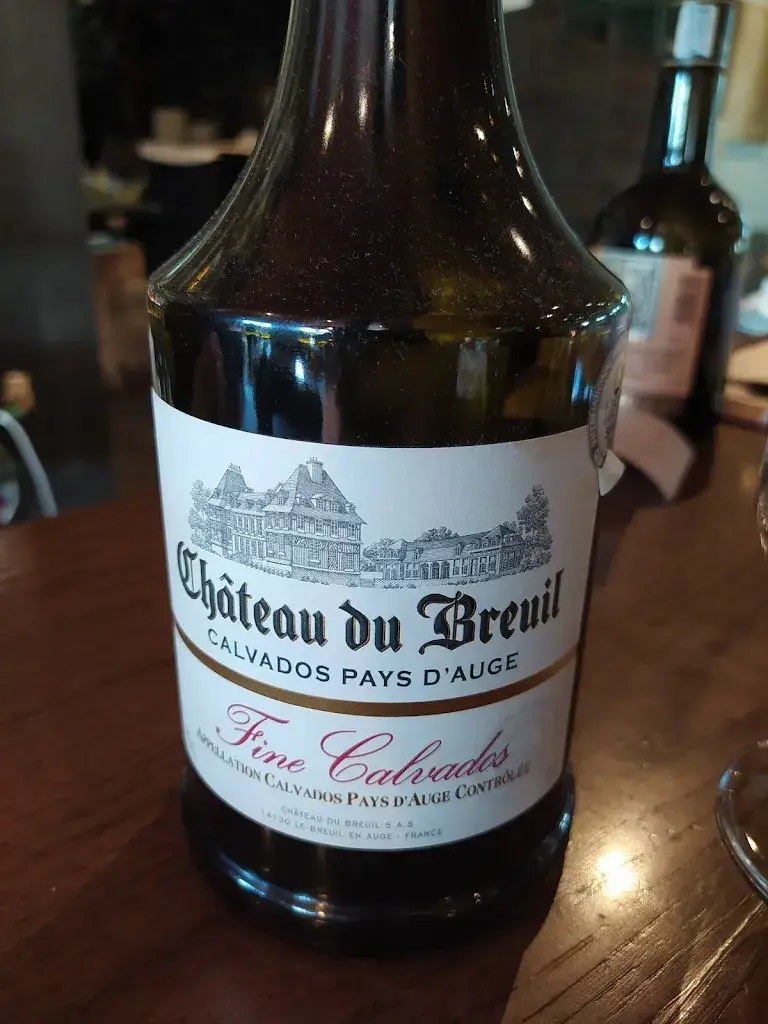 Château du Breuil
CALVADOS PAYS D'AUGE
Fine Calvados
APPELLATION CALVADOS PAYS D'AUGE CONTRÔLÉE
CHÂTEAU DU BREUIL S.A.S.
14130 LE BREUIL EN AUGE - FRANCE